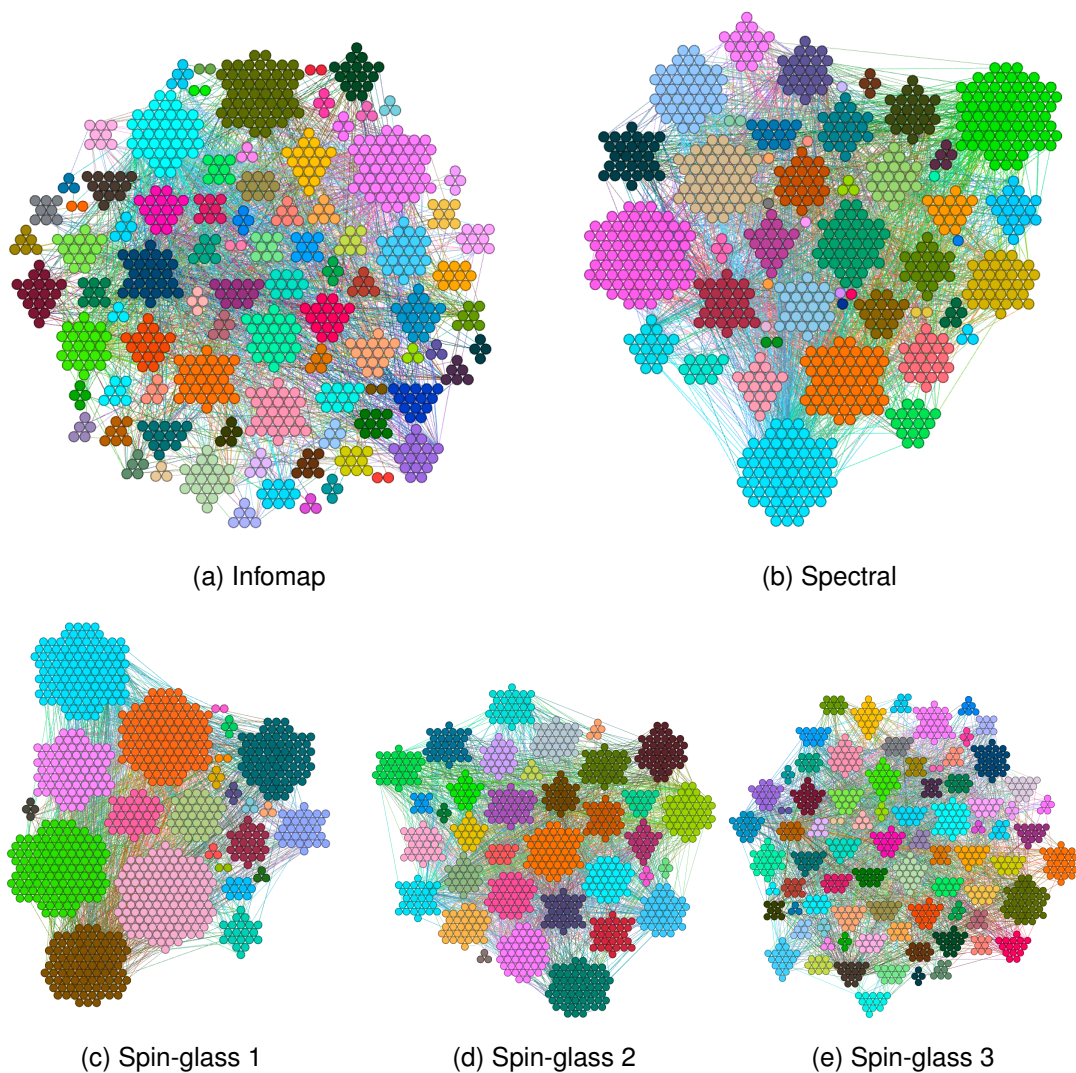 (a) Infomap
(b) Spectral
(c) Spin-glass 1
(d) Spin-glass 2
(e) Spin-glass 3